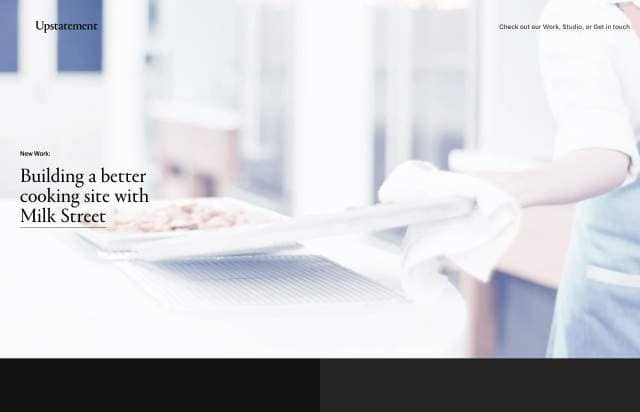 Upstatement
Check out our Work, Studio, or Get in touch
New Work:
Building a better
cooking site with
Milk Street